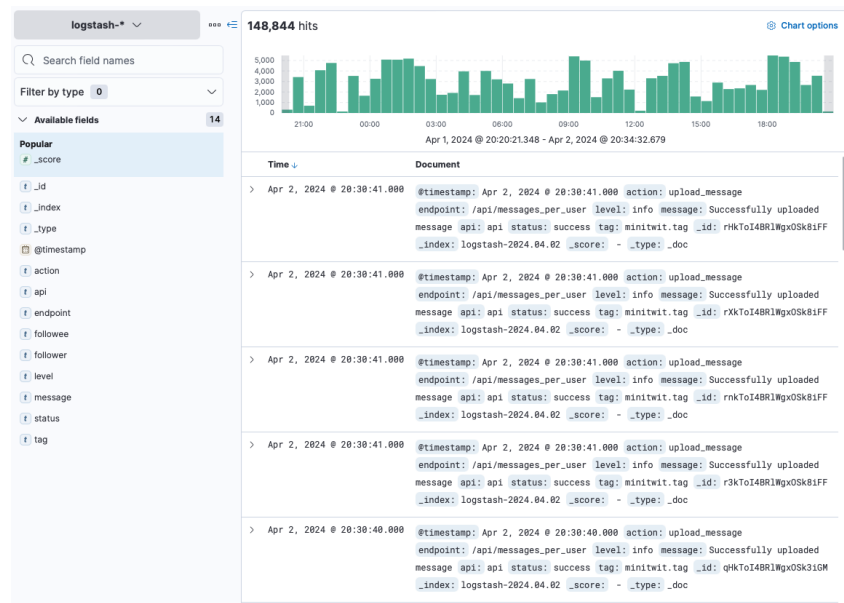 logstash-*
148,844 hits
Chart options
Search field names
Filter by type 0
Available fields 14
Popular
# _score
t _id
t _index
t _type
@timestamp
t action
t api
t endpoint
t followee
t follower
t level
t message
t status
t tag
5,000
4,000
3,000
2,000
1,000
0
21:00 00:00 03:00 06:00 09:00 12:00 15:00 18:00
Apr 1, 2024 @ 20:20:21.348 - Apr 2, 2024 @ 20:34:32.679
Time Document
Apr 2, 2024 @ 20:30:41.000 @timestamp: Apr 2, 2024 @ 20:30:41.000 action: upload_message
endpoint: /api/messages_per_user level: info message: Successfully uploaded
message api: api status: success tag: minitwit.tag _id: rHkToI4BRlWgxOSk8iFF
_index: logstash-2024.04.02 _score: - _type: _doc
Apr 2, 2024 @ 20:30:41.000 @timestamp: Apr 2, 2024 @ 20:30:41.000 action: upload_message
endpoint: /api/messages_per_user level: info message: Successfully uploaded
message api: api status: success tag: minitwit.tag _id: rXkToI4BRlWgxOSk8iFF
_index: logstash-2024.04.02 _score: - _type: _doc
Apr 2, 2024 @ 20:30:41.000 @timestamp: Apr 2, 2024 @ 20:30:41.000 action: upload_message
endpoint: /api/messages_per_user level: info message: Successfully uploaded
message api: api status: success tag: minitwit.tag _id: rnkToI4BRlWgxOSk8iFF
_index: logstash-2024.04.02 _score: - _type: _doc
Apr 2, 2024 @ 20:30:41.000 @timestamp: Apr 2, 2024 @ 20:30:41.000 action: upload_message
endpoint: /api/messages_per_user level: info message: Successfully uploaded
message api: api status: success tag: minitwit.tag _id: r3kToI4BRlWgxOSk8iFF
_index: logstash-2024.04.02 _score: - _type: _doc
Apr 2, 2024 @ 20:30:40.000 @timestamp: Apr 2, 2024 @ 20:30:40.000 action: upload_message
endpoint: /api/messages_per_user level: info message: Successfully uploaded
message api: api status: success tag: minitwit.tag _id: qHkToI4BRlWgxOSk3iGM
_index: logstash-2024.04.02 _score: - _type: _doc